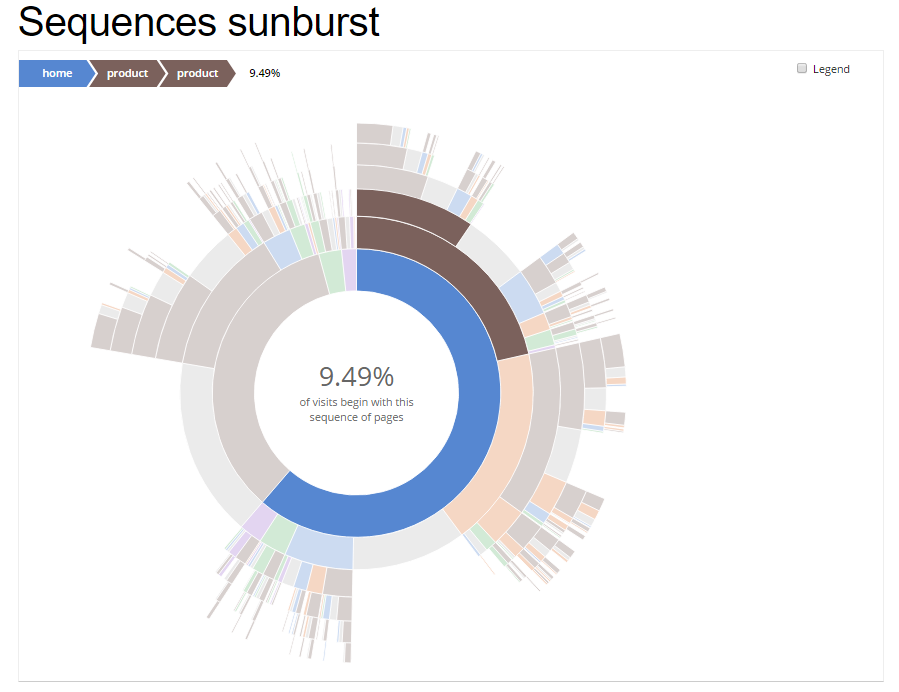 Sequences sunburst
home product product 9.49% Legend
9.49%
of visits begin with this
sequence of pages